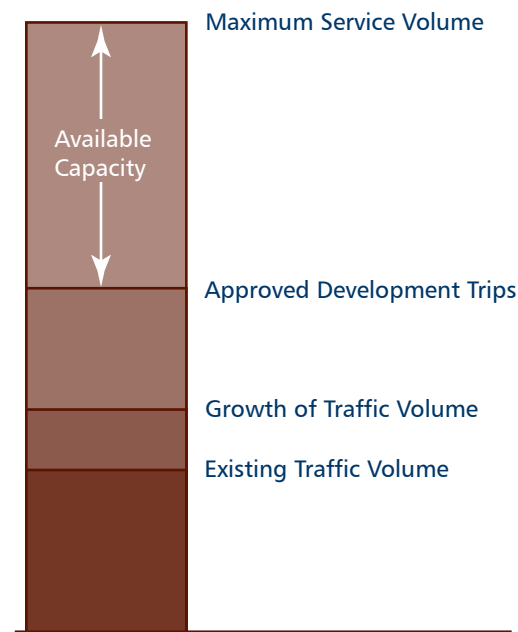 Maximum Service Volume
Available
Capacity
Approved Development Trips
Growth of Traffic Volume
Existing Traffic Volume